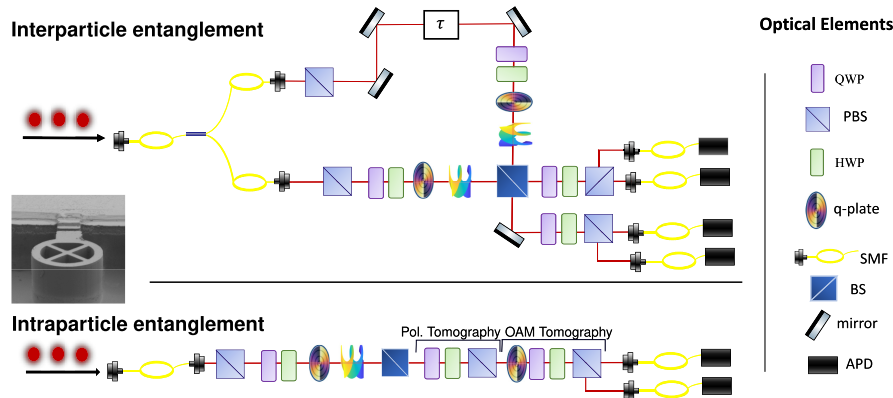 Interparticle entanglement
τ
Optical Elements
QWP
PBS
HWP
q-plate
SMF
BS
mirror
APD
Intraparticle entanglement
Pol. Tomography
OAM Tomography